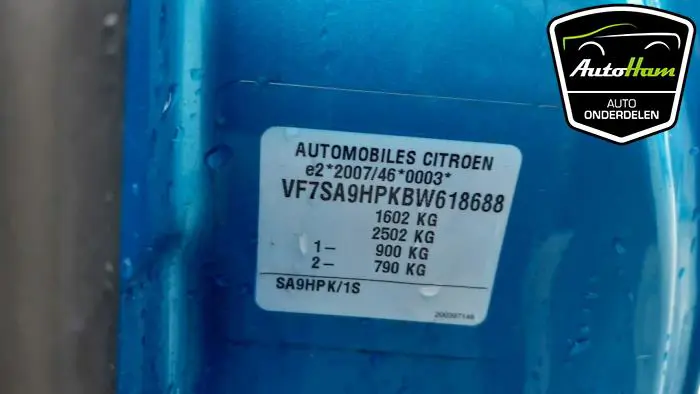 AutoHam
AUTO
ONDERDELEN
AUTOMOBILES CITROEN
e2*2007/46*0003*
VF7SA9HPKBW618688
1602 KG
2502 KG
1– 900 KG
2– 790 KG
SA9HPK/1S